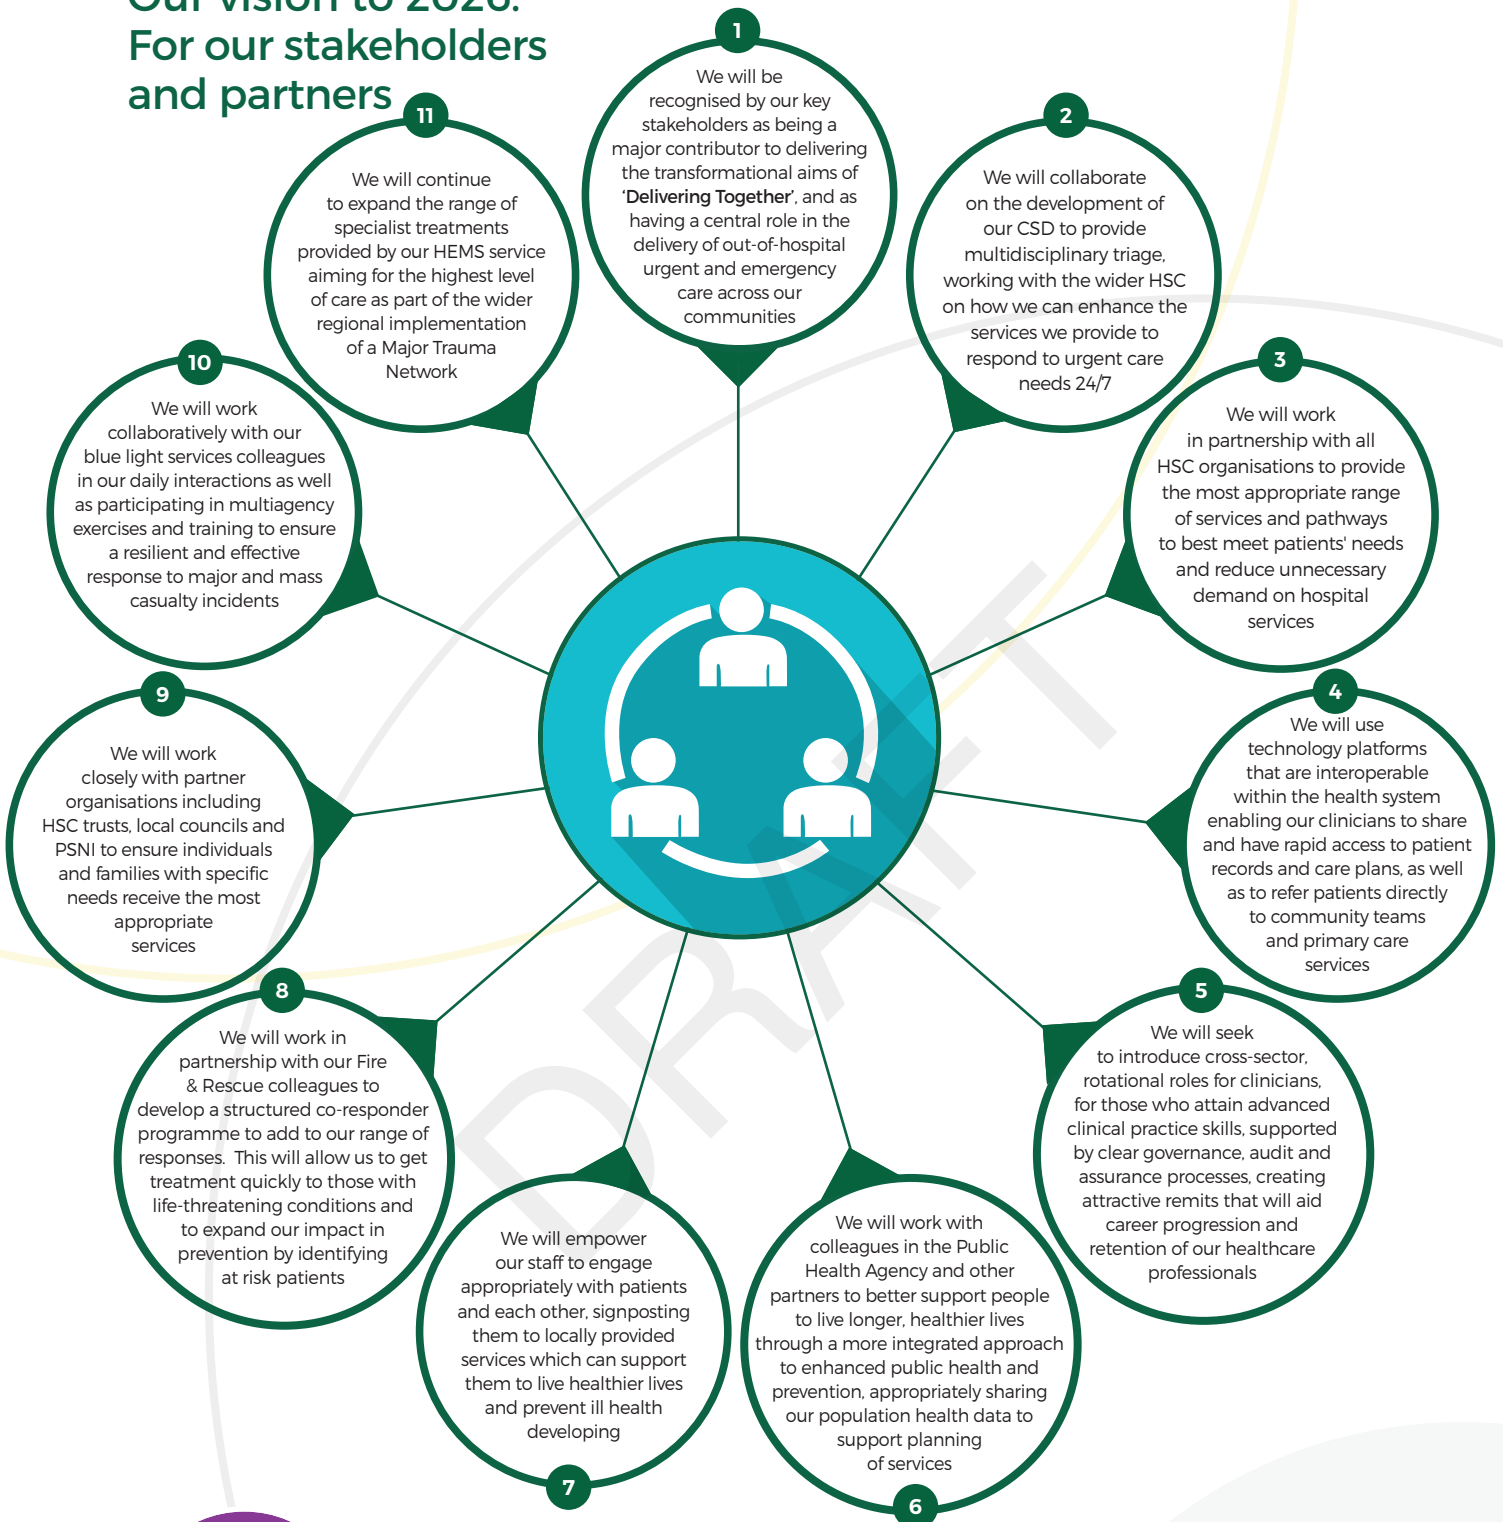 Our vision to 2026:
For our stakeholders
and partners
1
We will be
recognised by our key
stakeholders as being a
major contributor to delivering
the transformational aims of
‘Delivering Together’, and as
having a central role in the
delivery of out-of-hospital
urgent and emergency
care across our
communities
2
We will collaborate
on the development of
our CSD to provide
multidisciplinary triage,
working with the wider HSC
on how we can enhance the
services we provide to
respond to urgent care
needs 24/7
3
We will work
in partnership with all
HSC organisations to provide
the most appropriate range
of services and pathways
to best meet patients' needs
and reduce unnecessary
demand on hospital
services
4
We will use
technology platforms
that are interoperable
within the health system
enabling our clinicians to share
and have rapid access to patient
records and care plans, as well
as to refer patients directly
to community teams
and primary care
services
5
We will seek
to introduce cross-sector,
rotational roles for clinicians,
for those who attain advanced
clinical practice skills, supported
by clear governance, audit and
assurance processes, creating
attractive remits that will aid
career progression and
retention of our healthcare
professionals
6
We will work with
colleagues in the Public
Health Agency and other
partners to better support people
to live longer, healthier lives
through a more integrated approach
to enhanced public health and
prevention, appropriately sharing
our population health data to
support planning
of services
7
We will empower
our staff to engage
appropriately with patients
and each other, signposting
them to locally provided
services which can support
them to live healthier lives
and prevent ill health
developing
8
We will work in
partnership with our Fire
& Rescue colleagues to
develop a structured co-responder
programme to add to our range of
responses.  This will allow us to get
treatment quickly to those with
life-threatening conditions and
to expand our impact in
prevention by identifying
at risk patients
9
We will work
closely with partner
organisations including
HSC trusts, local councils and
PSNI to ensure individuals
and families with specific
needs receive the most
appropriate
services
10
We will work
collaboratively with our
blue light services colleagues
in our daily interactions as well
as participating in multiagency
exercises and training to ensure
a resilient and effective
response to major and mass
casualty incidents
11
We will continue
to expand the range of
specialist treatments
provided by our HEMS service
aiming for the highest level
of care as part of the wider
regional implementation
of a Major Trauma
Network
DRAFT